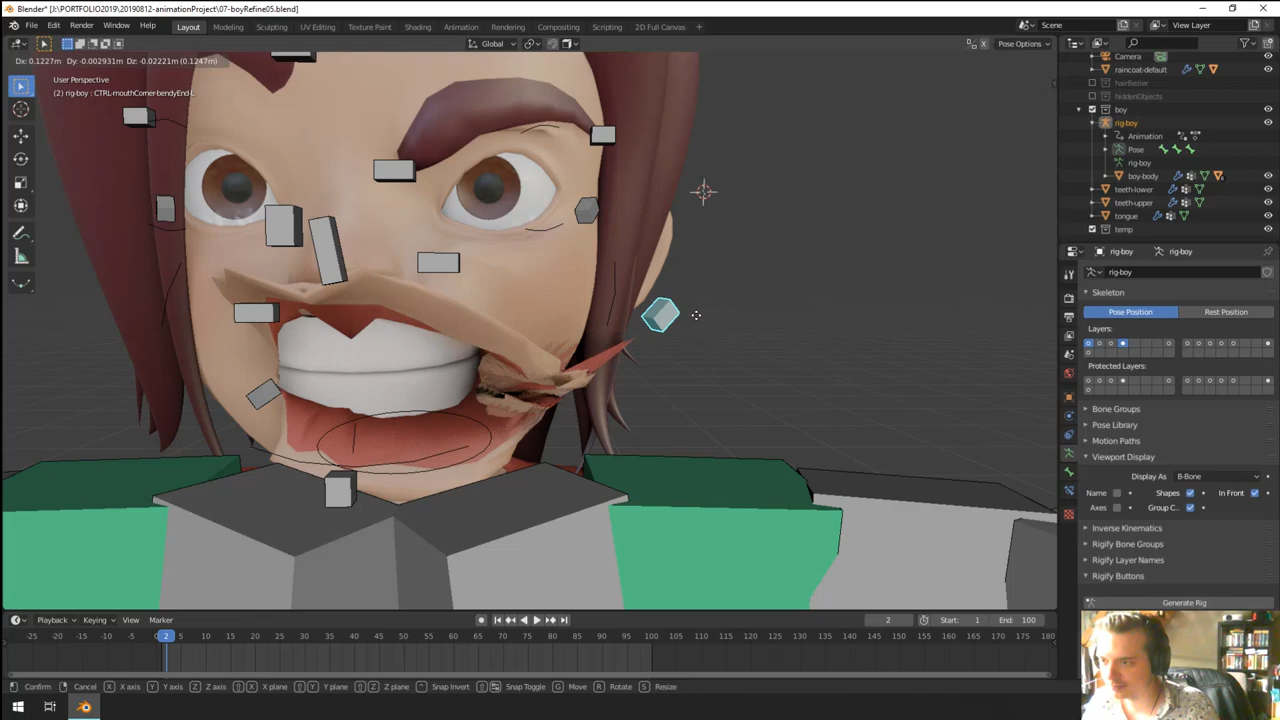 Blender* [J:\PORTFOLIO2019\20190812-animationProject\07-boyRefine05.blend]
File Edit Render Window Help Layout Modeling Sculpting UV Editing Texture Paint Shading Animation Rendering Compositing Scripting 2D Full Canvas Scene View Layer
Global Pose Options
Dx: 0.1227m Dy: -0.002931m Dz: -0.02221m (0.1247m)
User Perspective
(2) rig-boy : CTRL-mouthCorner-bendyEnd-L
Camera
raincoat-default
hairBezier
hiddenObjects
boy
rig-boy
Animation
Pose
rig-boy
boy-body
teeth-lower
teeth-upper
tongue
temp
rig-boy rig-boy
rig-boy
Skeleton
Pose Position Rest Position
Layers:
Protected Layers:
Bone Groups
Pose Library
Motion Paths
Viewport Display
Display As B-Bone
Name Shapes In Front
Axes Group C..
Inverse Kinematics
Rigify Bone Groups
Rigify Layer Names
Rigify Buttons
Generate Rig
Playback Keying View Marker 2 Start: 1 End: 100
-25 -20 -15 -10 -5 0 2 5 10 15 20 25 30 35 40 45 50 55 60 65 70 75 80 85 90 95 100 105 110 115 120 125 130 135 140 145 150 155 160 165 170 175 180
Confirm Cancel X X axis Y Y axis Z Z axis X X plane Y Y plane Z Z plane Snap Invert Snap Toggle G Move R Rotate S Resize